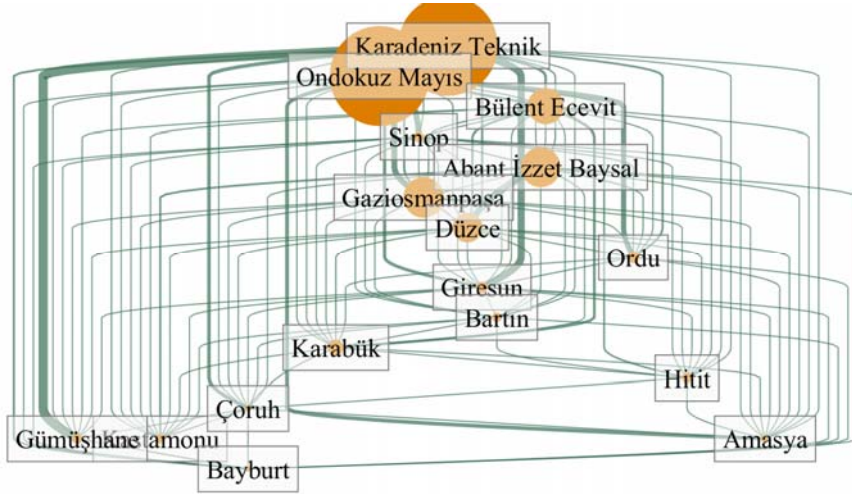 Karadeniz Teknik
Ondokuz Mayıs
Bülent Ecevit
Sinop
Abant İzzet Baysal
Gaziosmanpaşa
Düzce
Ordu
Giresun
Bartın
Karabük
Hitit
Çoruh
Gümüşhane
amonu
Amasya
Bayburt